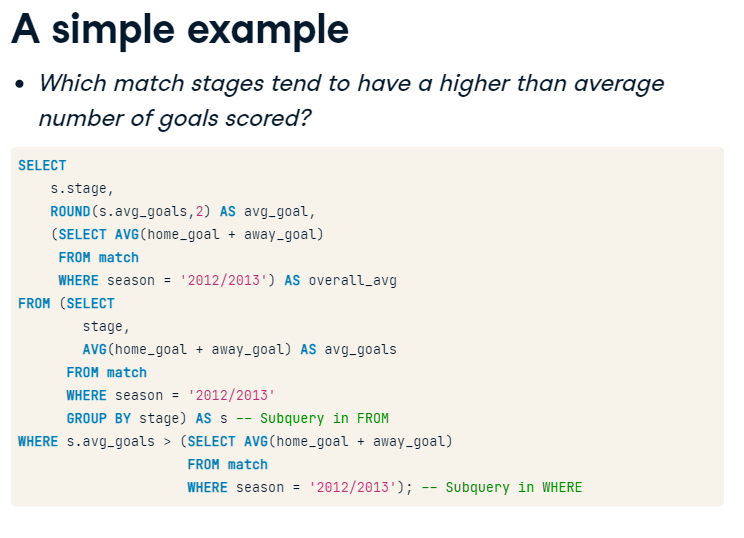 A simple example
• Which match stages tend to have a higher than average
number of goals scored?
SELECT
    s.stage,
    ROUND(s.avg_goals,2) AS avg_goal,
    (SELECT AVG(home_goal + away_goal)
     FROM match
     WHERE season = '2012/2013') AS overall_avg
FROM (SELECT
        stage,
        AVG(home_goal + away_goal) AS avg_goals
      FROM match
      WHERE season = '2012/2013'
      GROUP BY stage) AS s -- Subquery in FROM
WHERE s.avg_goals > (SELECT AVG(home_goal + away_goal)
                     FROM match
                     WHERE season = '2012/2013'); -- Subquery in WHERE